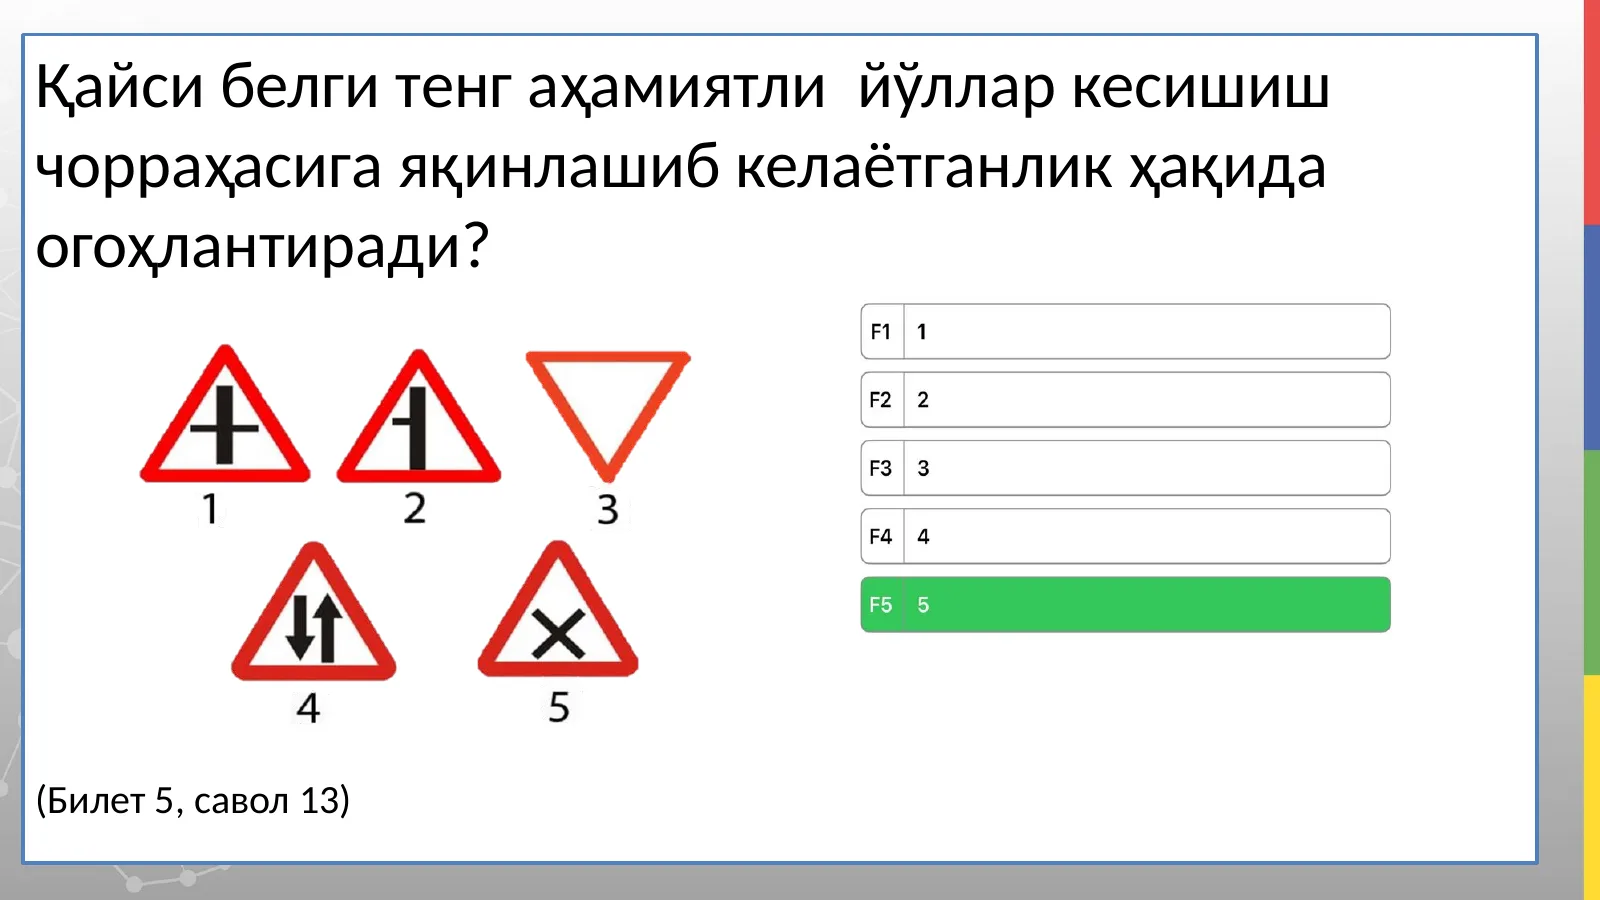 Қайси белги тенг аҳамиятли  йўллар кесишиш
чорраҳасига яқинлашиб келаётганлик ҳақида
огоҳлантиради?
1
2
3
4
5
F1 1
F2 2
F3 3
F4 4
F5 5
(Билет 5, савол 13)